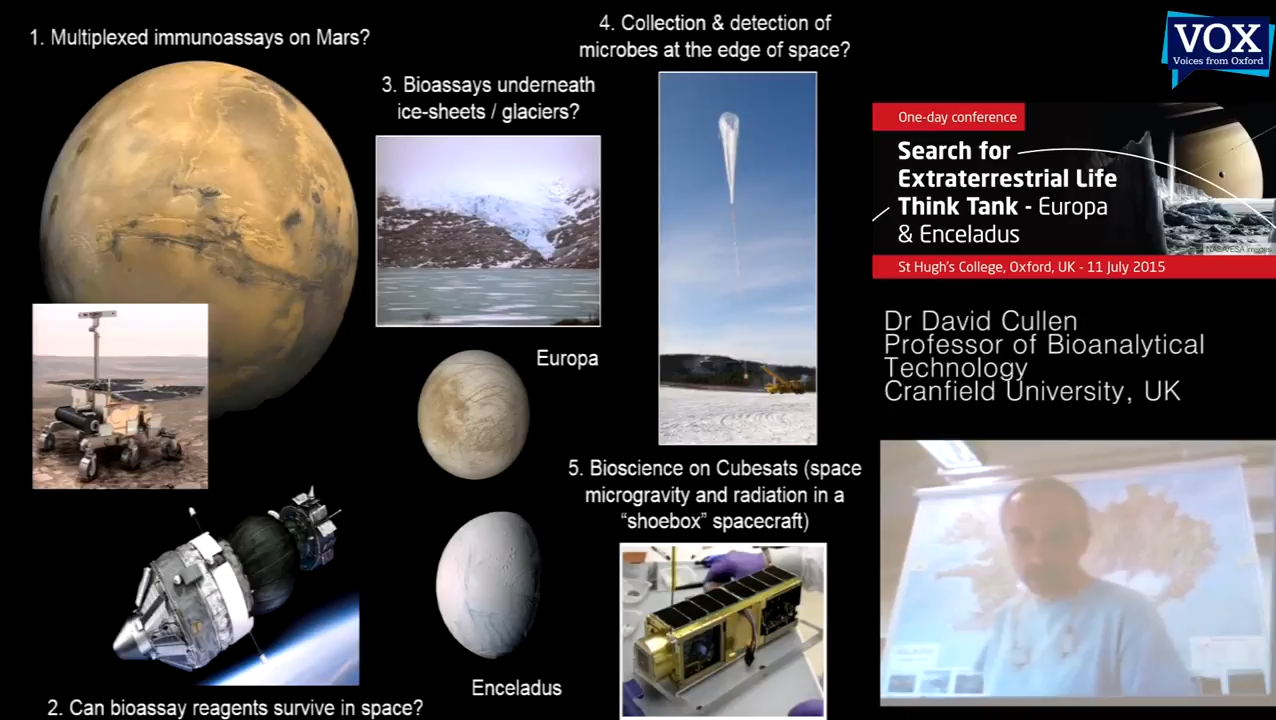 1. Multiplexed immunoassays on Mars?
3. Bioassays underneath
ice-sheets / glaciers?
4. Collection & detection of
microbes at the edge of space?
VOX
Voices from Oxford
One-day conference
Search for
Extraterrestrial Life
Think Tank - Europa
& Enceladus
NASA/ESA images
St Hugh's College, Oxford, UK - 11 July 2015
Dr David Cullen
Professor of Bioanalytical
Technology
Cranfield University, UK
Europa
5. Bioscience on Cubesats (space
microgravity and radiation in a
“shoebox” spacecraft)
Enceladus
2. Can bioassay reagents survive in space?